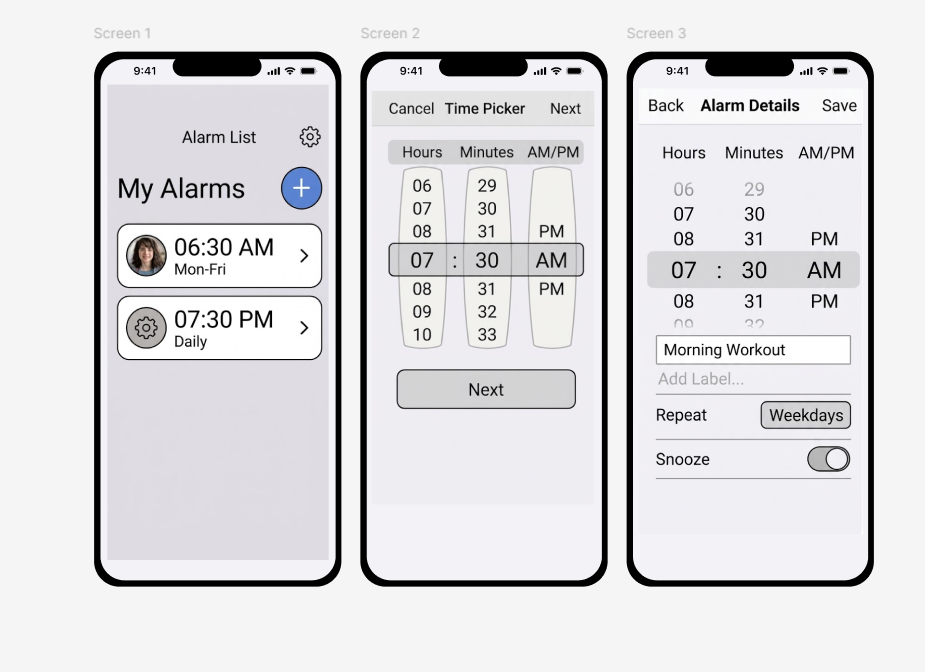 Screen 1
9:41
Alarm List
My Alarms
06:30 AM
Mon-Fri
07:30 PM
Daily
Screen 2
9:41
Cancel Time Picker Next
Hours Minutes AM/PM
06 29
07 30
08 31 PM
07 : 30 AM
08 31 PM
09 32
10 33
Next
Screen 3
9:41
Back Alarm Details Save
Hours Minutes AM/PM
06 29
07 30
08 31 PM
07 : 30 AM
08 31 PM
09 32
Morning Workout
Add Label...
Repeat Weekdays
Snooze